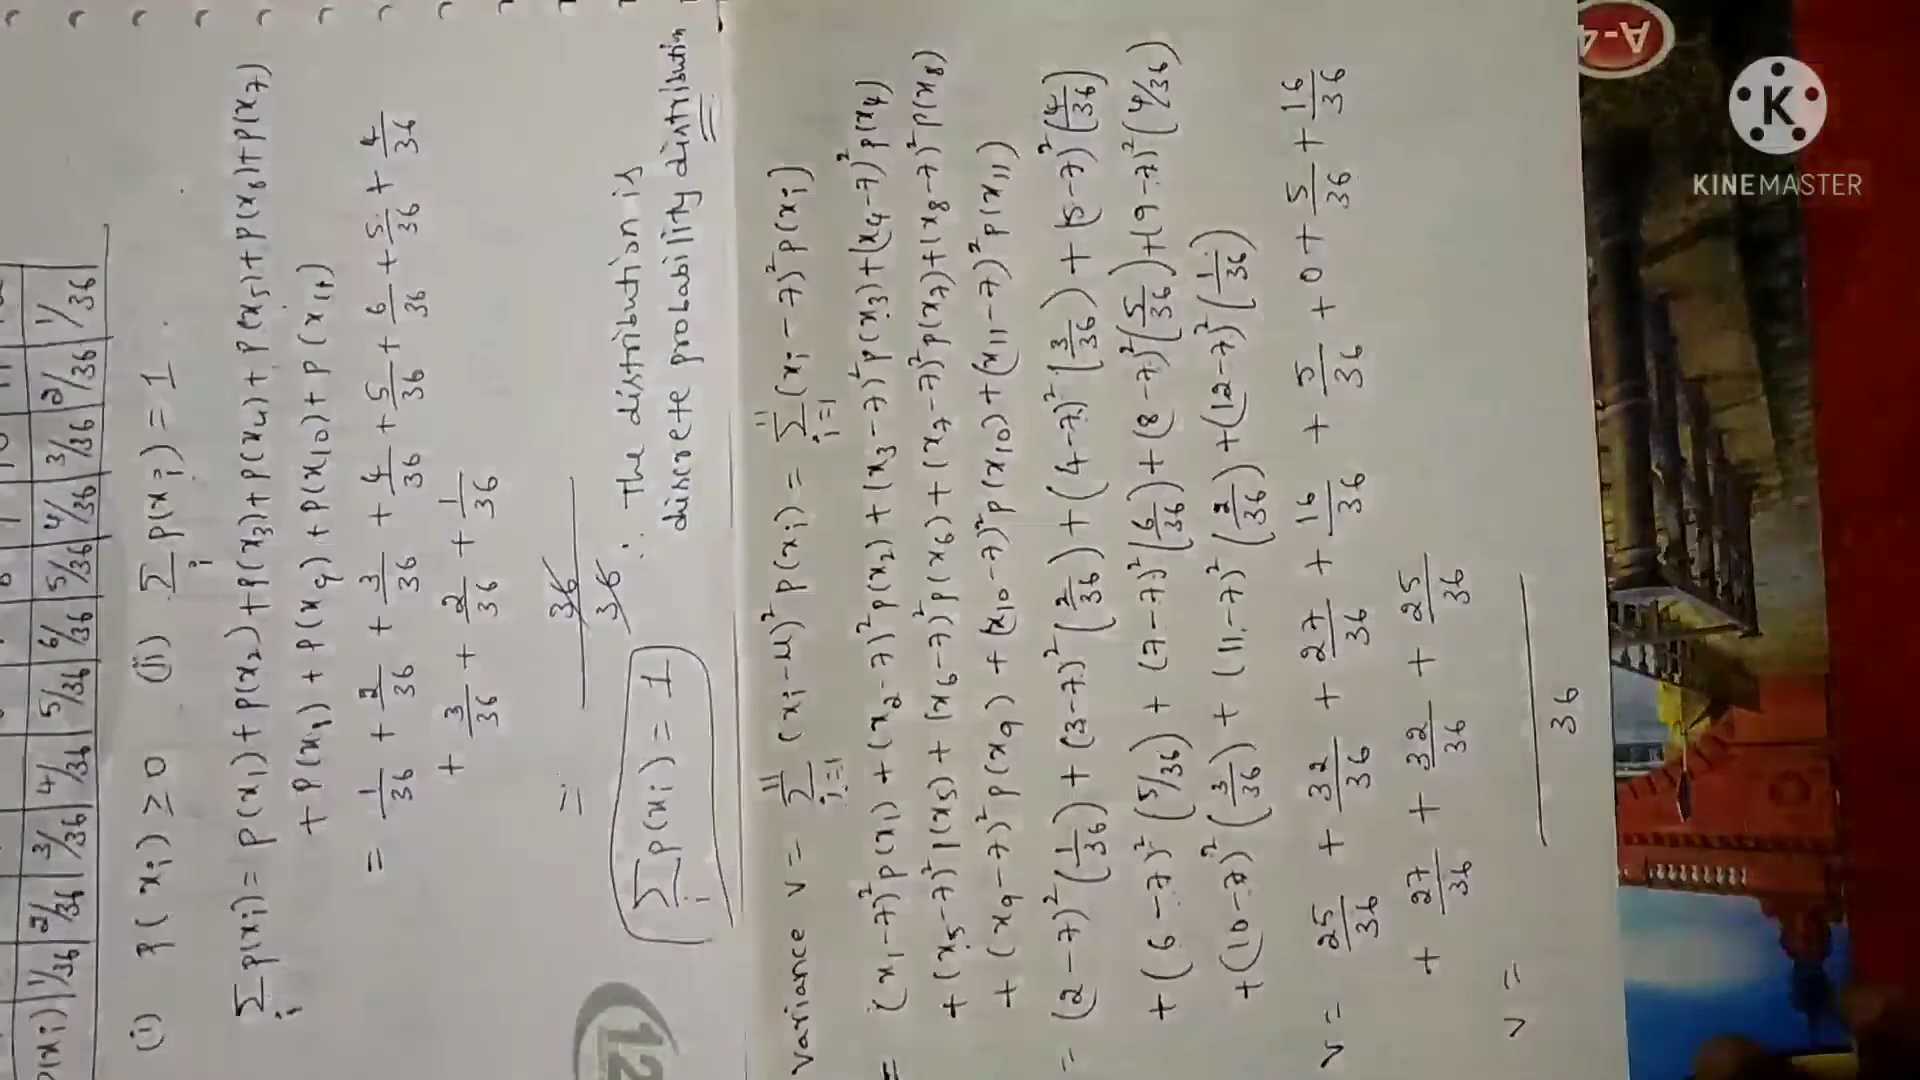 P(xi) | 1/36 | 2/36 | 3/36 | 4/36 | 5/36 | 6/36 | 5/36 | 4/36 | 3/36 | 2/36 | 1/36
(i) P(xi) ≥ 0 (ii) ∑i P(xi) = 1
∑i P(xi) = P(x1) + P(x2) + P(x3) + P(x4) + P(x5) + P(x6) + P(x7)
+ P(x8) + P(x9) + P(x10) + P(x11)
= 1/36 + 2/36 + 3/36 + 4/36 + 5/36 + 6/36 + 5/36 + 4/36
+ 3/36 + 2/36 + 1/36
= 36/36
∑i P(xi) = 1
∴ The distribution is
discrete probability distribution
Variance V = ∑i=1^11 (xi - μ)² P(xi) = ∑i=1^11 (xi - 7)² P(xi)
= (x1-7)² P(x1) + (x2-7)² P(x2) + (x3-7)² P(x3) + (x4-7)² P(x4)
+ (x5-7)² P(x5) + (x6-7)² P(x6) + (x7-7)² P(x7) + (x8-7)² P(x8)
+ (x9-7)² P(x9) + (x10-7)² P(x10) + (x11-7)² P(x11)
= (2-7)² (1/36) + (3-7)² (2/36) + (4-7)² (3/36) + (5-7)² (4/36)
+ (6-7)² (5/36) + (7-7)² (6/36) + (8-7)² (5/36) + (9-7)² (4/36)
+ (10-7)² (3/36) + (11-7)² (2/36) + (12-7)² (1/36)
V = 25/36 + 32/36 + 27/36 + 16/36 + 5/36 + 0 + 5/36 + 16/36
+ 27/36 + 32/36 + 25/36
V = /36
12
A-4
K
KINEMASTER